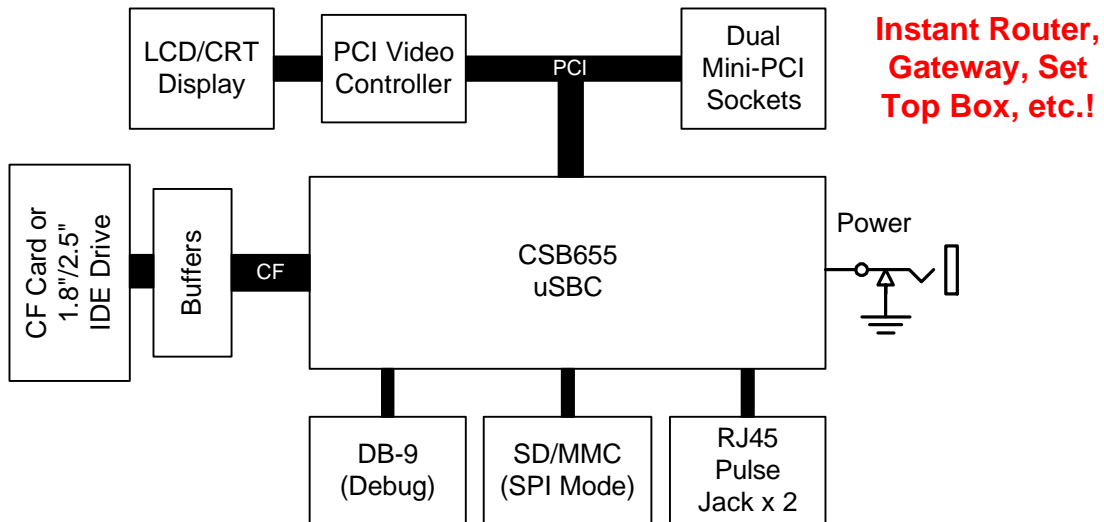 LCD/CRT
Display
PCI Video
Controller
PCI
Dual
Mini-PCI
Sockets
Instant Router,
Gateway, Set
Top Box, etc.!
CF Card or
1.8"/2.5"
IDE Drive
Buffers
CF
CSB655
uSBC
Power
DB-9
(Debug)
SD/MMC
(SPI Mode)
RJ45
Pulse
Jack x 2